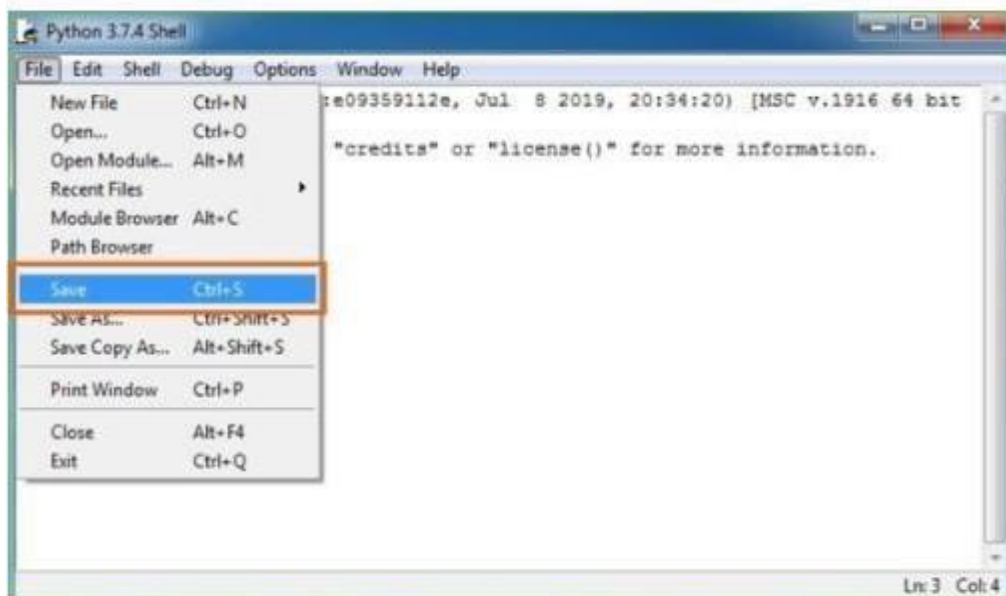 Python 3.7.4 Shell
File Edit Shell Debug Options Window Help
New File Ctrl+N
:e09359112e, Jul 8 2019, 20:34:20) [MSC v.1916 64 bit
Open... Ctrl+O
Open Module... Alt+M
"credits" or "license()" for more information.
Recent Files
Module Browser Alt+C
Path Browser
Save Ctrl+S
Save As... Ctrl+Shift+S
Save Copy As... Alt+Shift+S
Print Window Ctrl+P
Close Alt+F4
Exit Ctrl+Q
Ln: 3 Col: 4